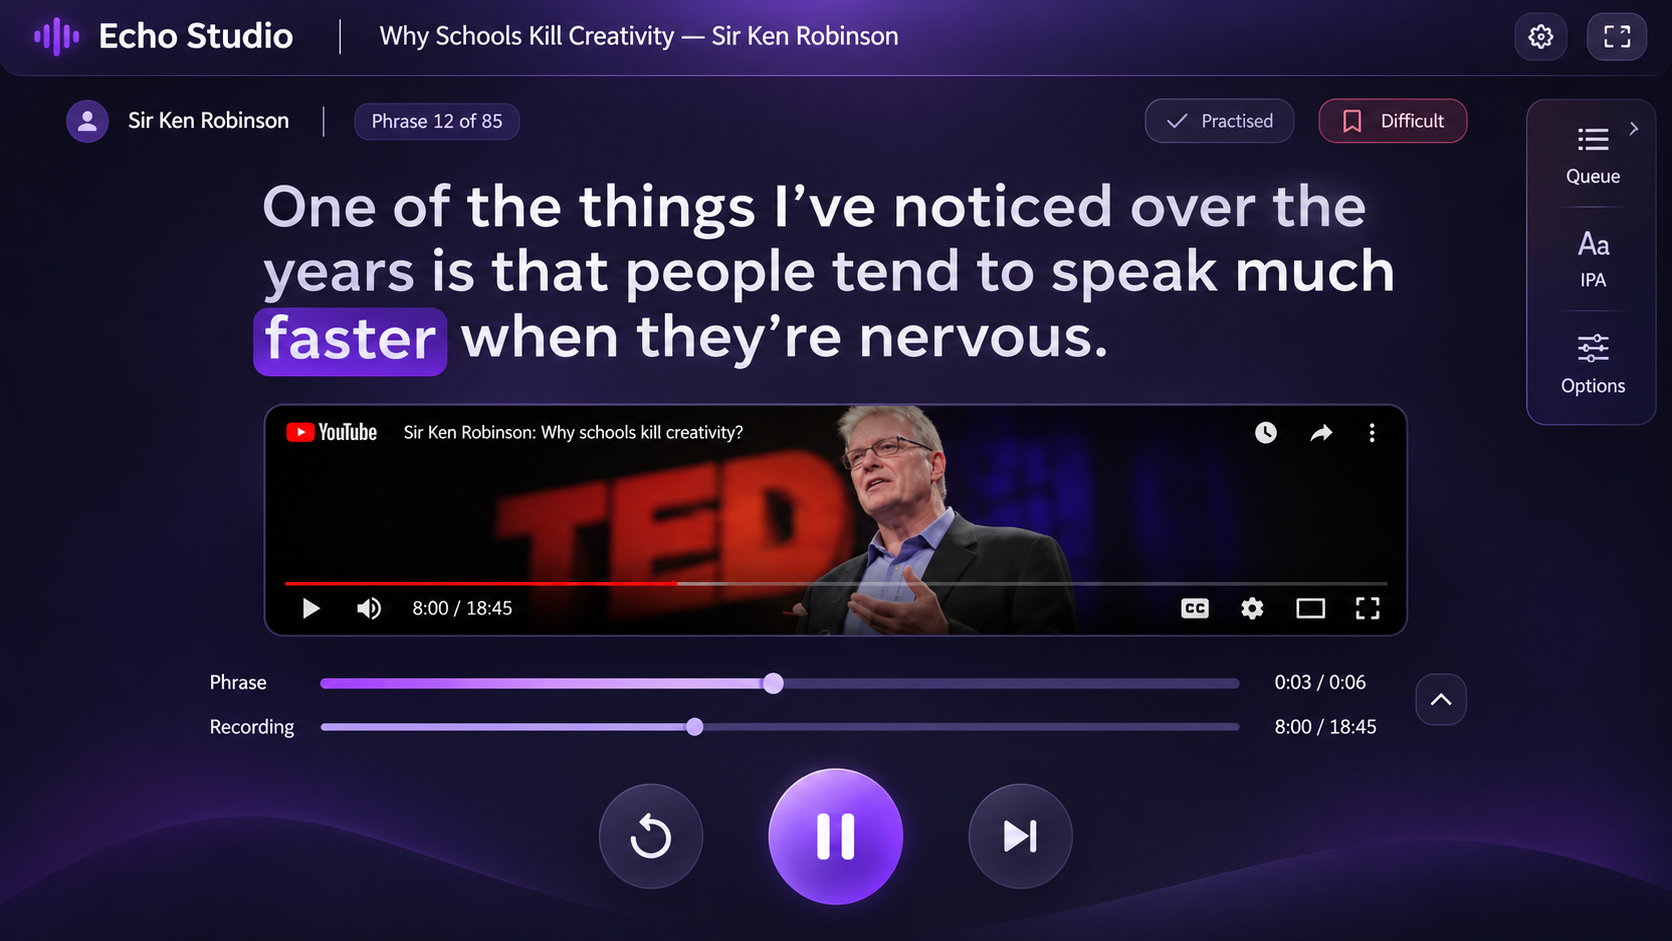 Echo Studio
Why Schools Kill Creativity — Sir Ken Robinson
Sir Ken Robinson
Phrase 12 of 85
Practised
Difficult
Queue
Aa
IPA
Options
One of the things I’ve noticed over the
years is that people tend to speak much
faster when they’re nervous.
YouTube
Sir Ken Robinson: Why schools kill creativity?
TED
8:00 / 18:45
CC
Phrase
0:03 / 0:06
Recording
8:00 / 18:45